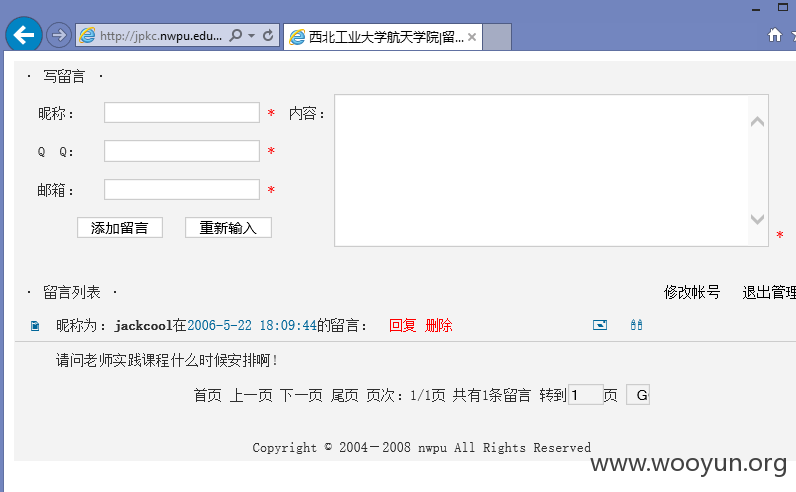 http://jpkc.nwpu.edu... 西北工业大学航天学院|留...
· 写留言 ·
昵称： * 内容：
Q Q： *
邮箱： *
添加留言 重新输入 *
· 留言列表 · 修改帐号 退出管理
昵称为：jackcool在2006-5-22 18:09:44的留言： 回复 删除
请问老师实践课程什么时候安排啊！
首页 上一页 下一页 尾页 页次：1/1页 共有1条留言 转到 1 页 G
Copyright © 2004－2008 nwpu All Rights Reserved
www.wooyun.org